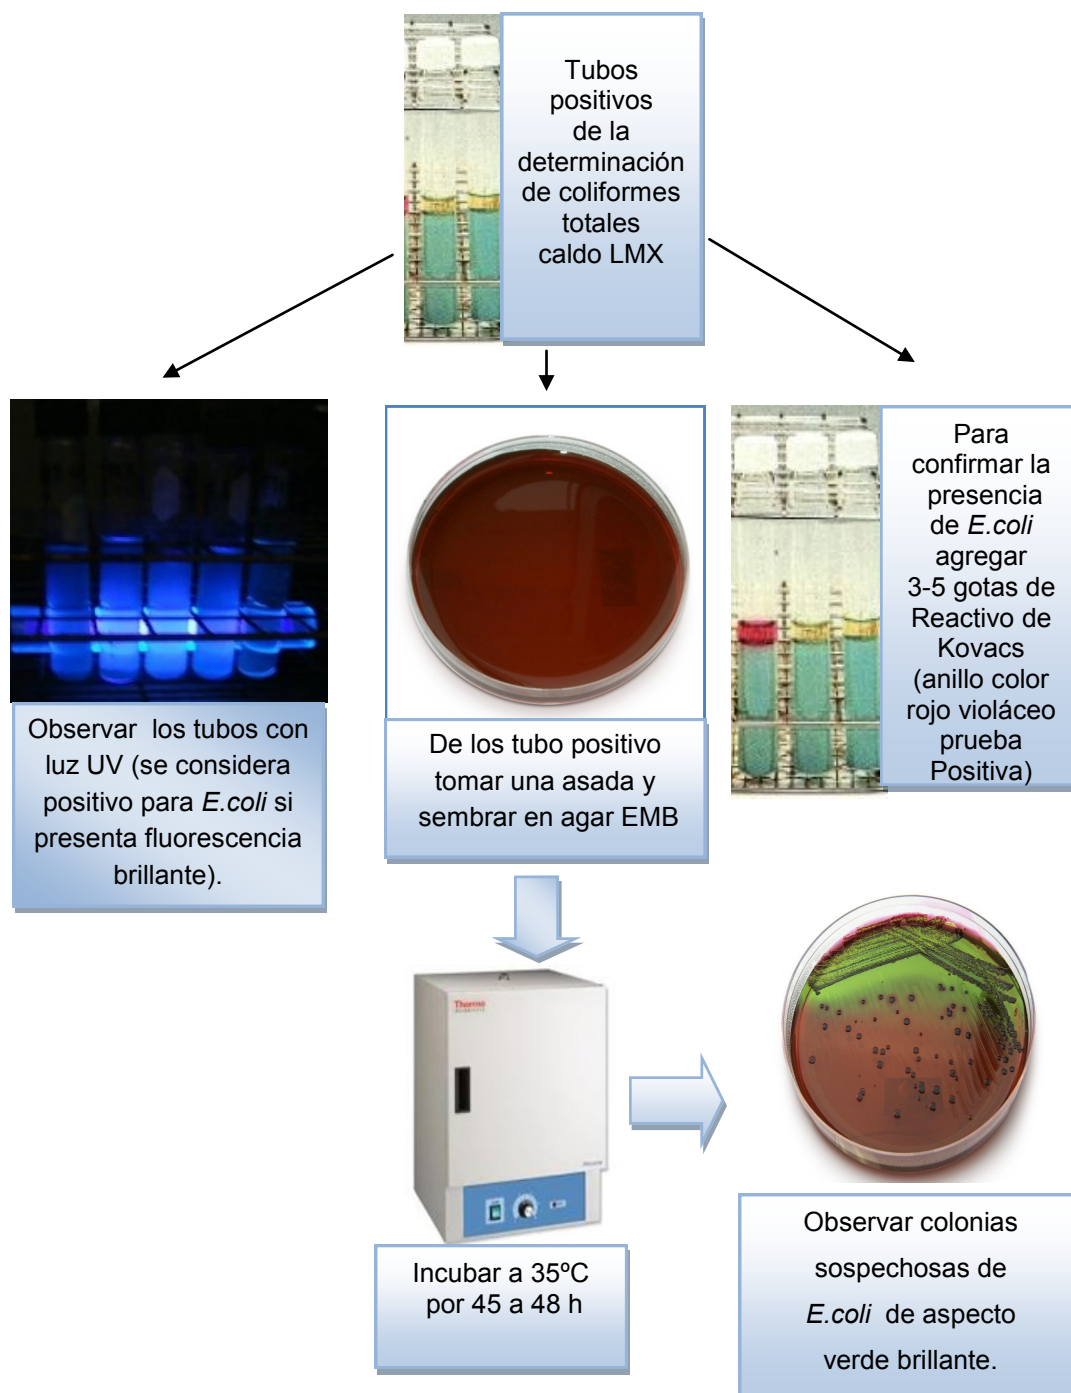 Tubos
positivos
de la
determinación
de coliformes
totales
caldo LMX
Observar los tubos con
luz UV (se considera
positivo para E.coli si
presenta fluorescencia
brillante).
De los tubo positivo
tomar una asada y
sembrar en agar EMB
Para
confirmar la
presencia
de E.coli
agregar
3-5 gotas de
Reactivo de
Kovacs
(anillo color
rojo violáceo
prueba
Positiva)
Thermo
SCIENTIFIC
Incubar a 35ºC
por 45 a 48 h
Observar colonias
sospechosas de
E.coli de aspecto
verde brillante.